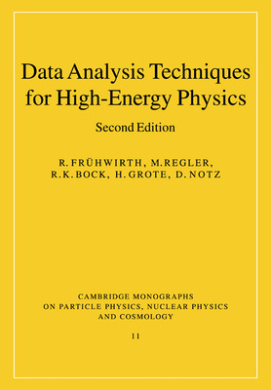 Data Analysis Techniques
for High-Energy Physics
Second Edition
R. FRÜHWIRTH, M. REGLER,
R. K. BOCK, H. GROTE, D. NOTZ
CAMBRIDGE MONOGRAPHS
ON PARTICLE PHYSICS, NUCLEAR PHYSICS
AND COSMOLOGY
11